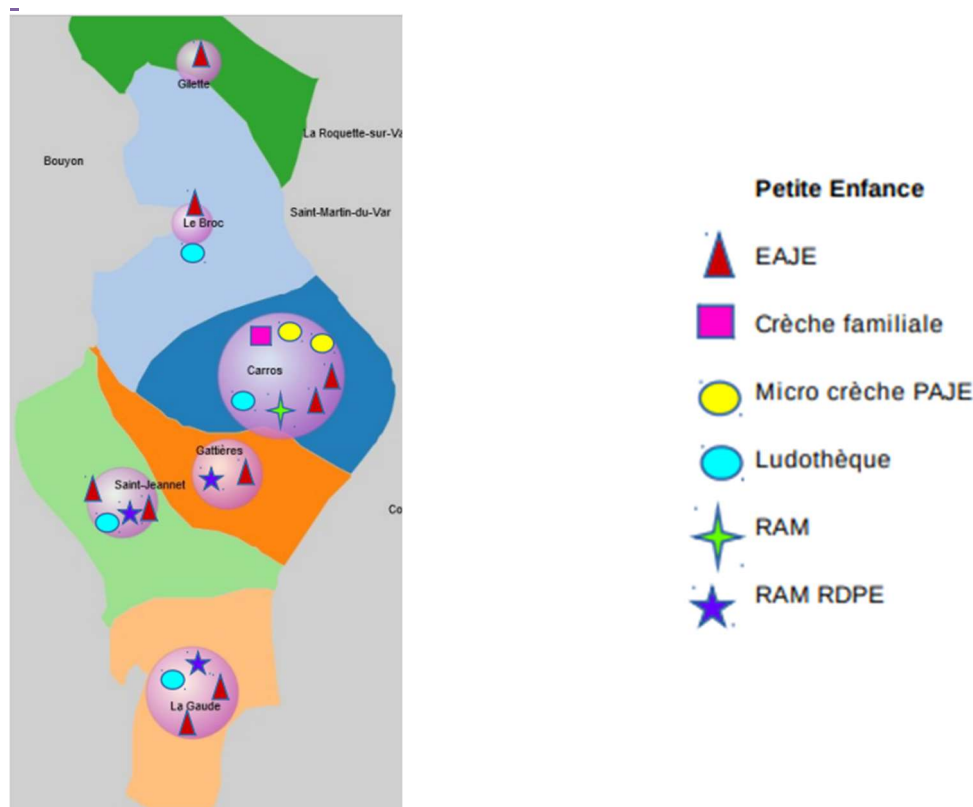 Gilette
La Roquette-sur-Va
Bouyon
Saint-Martin-du-Var
Le Broc
Carros
Gattières
Saint-Jeannet
Co
La Gaude
Petite Enfance
EAJE
Crèche familiale
Micro crèche PAJE
Ludothèque
RAM
RAM RDPE